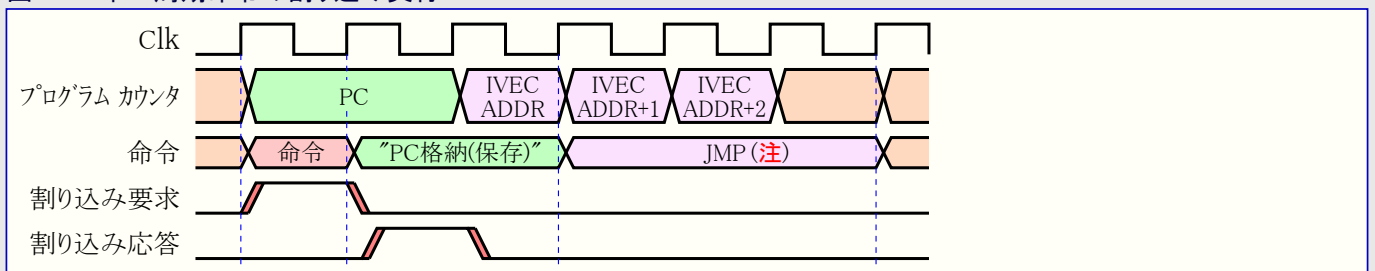 Clk
プログラム カウンタ
PC
IVEC
ADDR
IVEC
ADDR+1
IVEC
ADDR+2
命令
命令
"PC格納(保存)"
JMP (注)
割り込み要求
割り込み応答